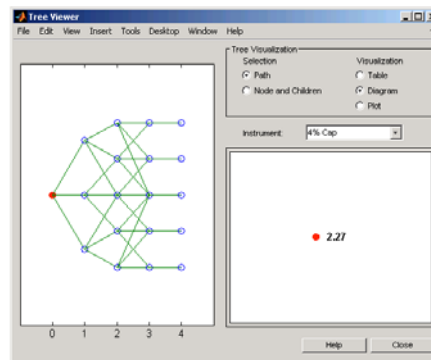 Tree Viewer
File Edit View Insert Tools Desktop Window Help
Tree Visualization
Selection
Visualization
Path
Table
Node and Children
Diagram
Plot
Instrument:
4% Cap
2.27
0 1 2 3 4
Help
Close